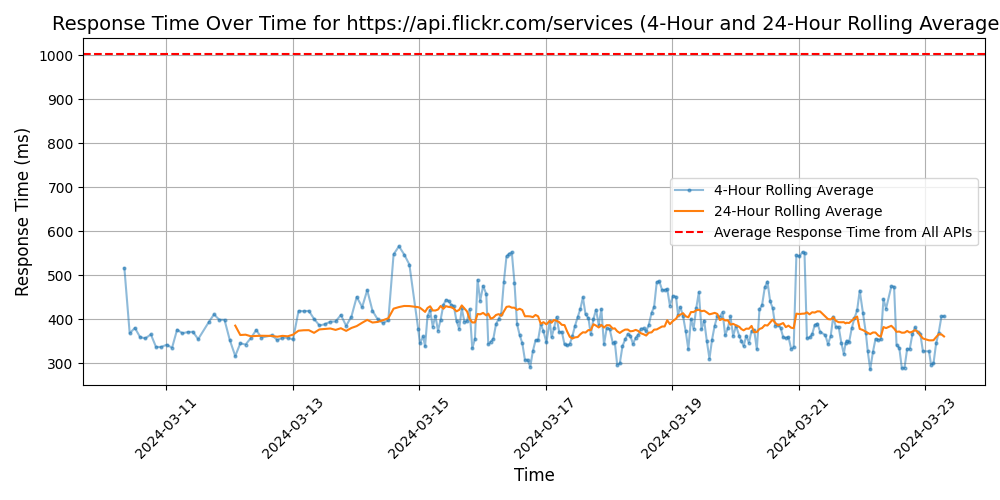 Response Time Over Time for https://api.flickr.com/services (4-Hour and 24-Hour Rolling Average
Response Time (ms)
1000
900
800
700
600
500
400
300
4-Hour Rolling Average
24-Hour Rolling Average
Average Response Time from All APIs
2024-03-11
2024-03-13
2024-03-15
2024-03-17
2024-03-19
2024-03-21
2024-03-23
Time